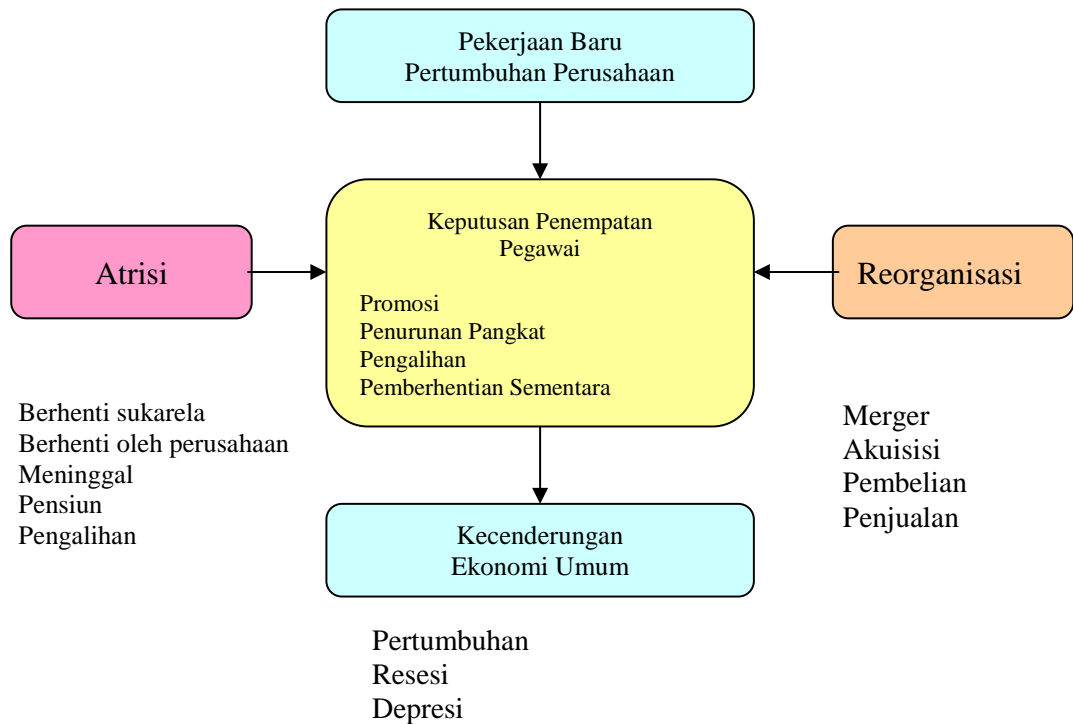 Pekerjaan Baru
Pertumbuhan Perusahaan
Keputusan Penempatan
Pegawai
Promosi
Penurunan Pangkat
Pengalihan
Pemberhentian Sementara
Atrisi
Berhenti sukarela
Berhenti oleh perusahaan
Meninggal
Pensiun
Pengalihan
Reorganisasi
Merger
Akuisisi
Pembelian
Penjualan
Kecenderungan
Ekonomi Umum
Pertumbuhan
Resesi
Depresi